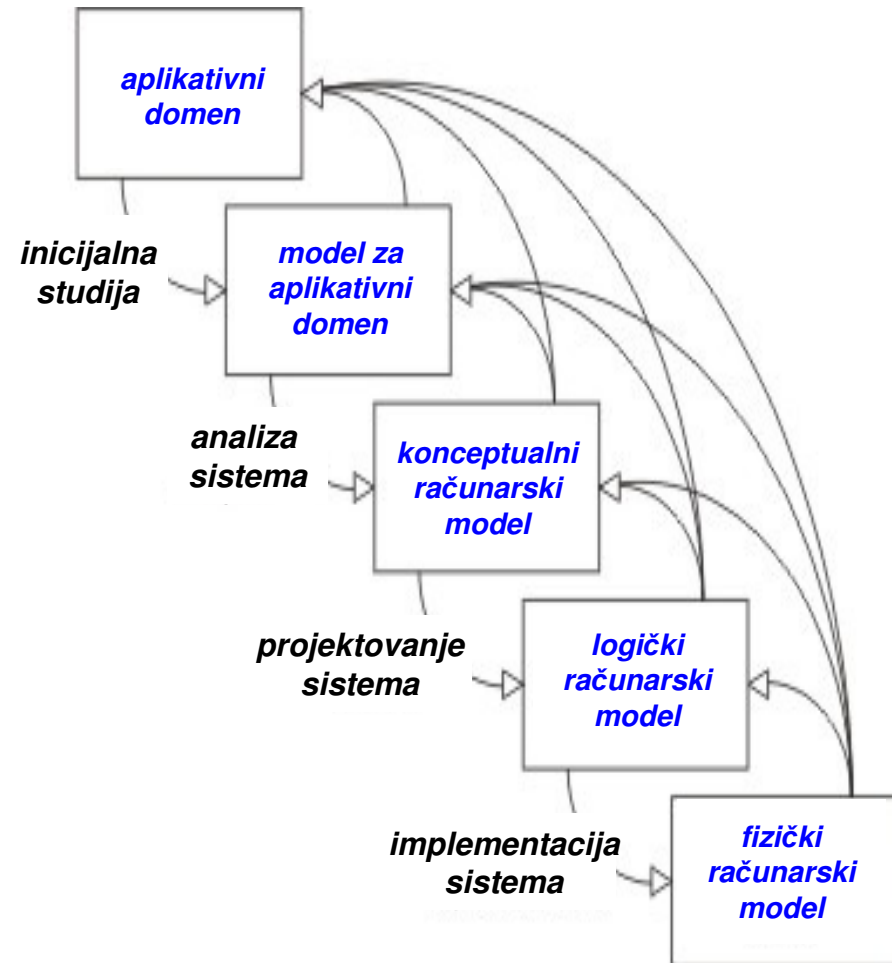 aplikativni
domen
inicijalna
studija
model za
aplikativni
domen
analiza
sistema
konceptualni
računarski
model
projektovanje
sistema
logički
računarski
model
implementacija
sistema
fizički
računarski
model